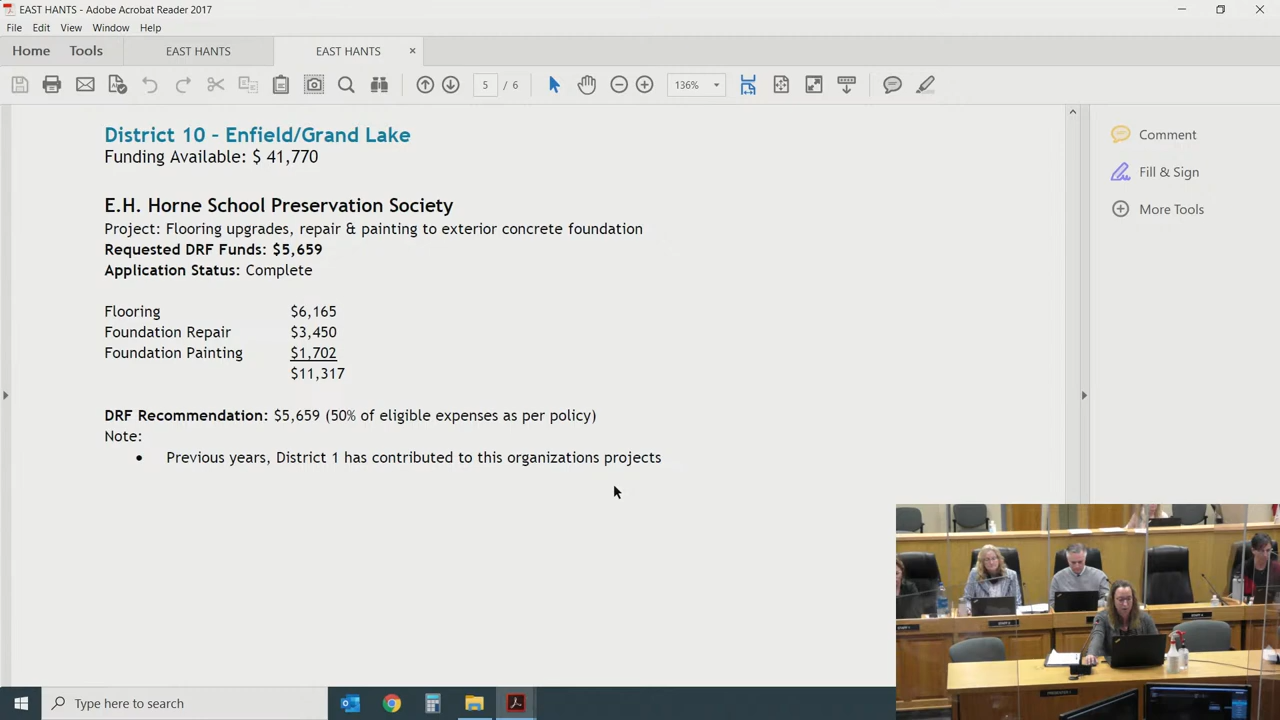 EAST HANTS - Adobe Acrobat Reader 2017
File Edit View Window Help
Home Tools EAST HANTS EAST HANTS
5 / 6 136%
District 10 – Enfield/Grand Lake
Funding Available: $ 41,770
E.H. Horne School Preservation Society
Project: Flooring upgrades, repair & painting to exterior concrete foundation
Requested DRF Funds: $5,659
Application Status: Complete
Flooring $6,165
Foundation Repair $3,450
Foundation Painting $1,702
$11,317
DRF Recommendation: $5,659 (50% of eligible expenses as per policy)
Note:
• Previous years, District 1 has contributed to this organizations projects
Comment
Fill & Sign
More Tools
Type here to search